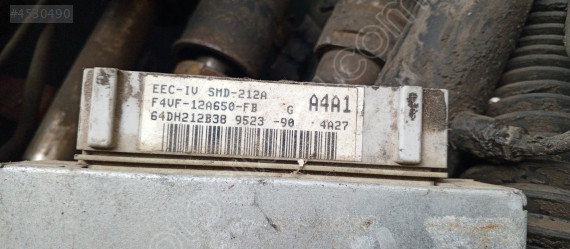 #4530490
EEC-IV SMD-212A
F4VF-12A650-FB G A4A1
64DH212B38 9523 -90 4A27